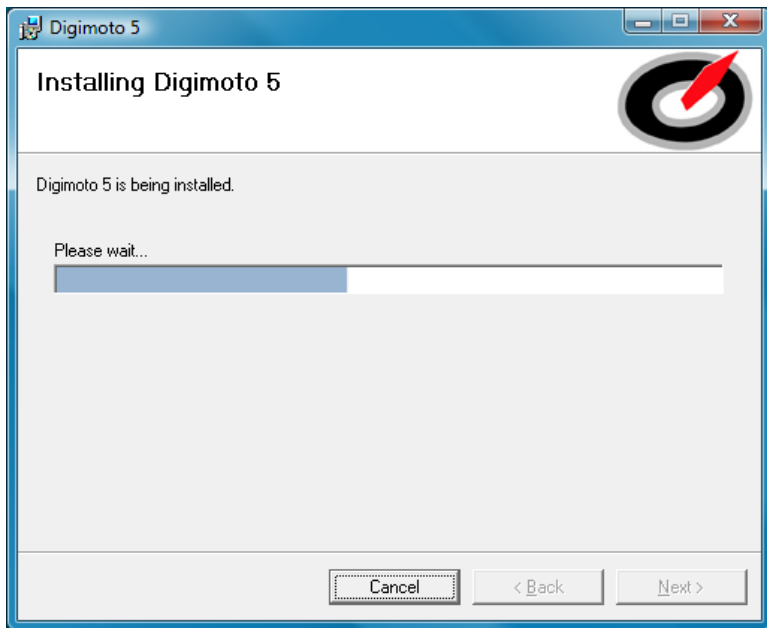 Digimoto 5
Installing Digimoto 5
Digimoto 5 is being installed.
Please wait...
Cancel
< Back
Next >